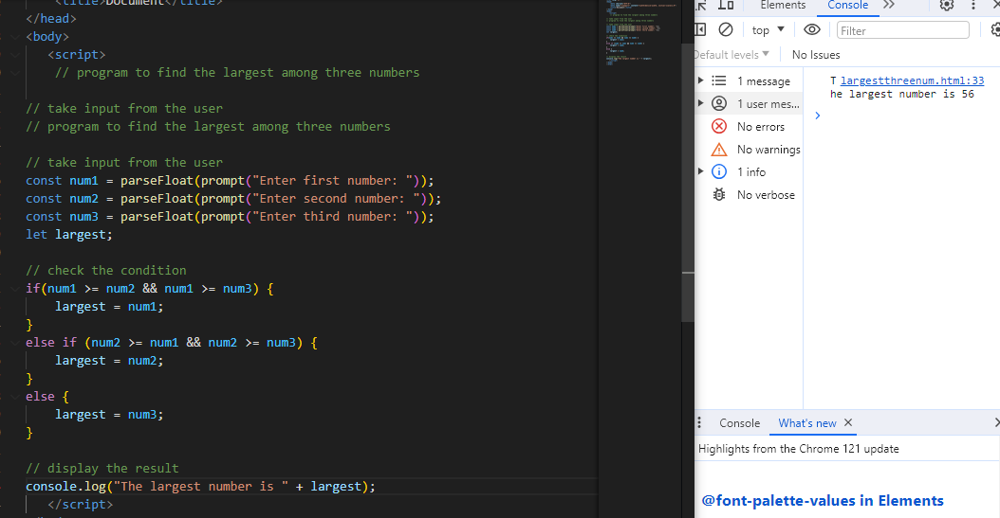 <title>Document</title>
</head>
<body>
<script>
// program to find the largest among three numbers
// take input from the user
// program to find the largest among three numbers
// take input from the user
const num1 = parseFloat(prompt("Enter first number: "));
const num2 = parseFloat(prompt("Enter second number: "));
const num3 = parseFloat(prompt("Enter third number: "));
let largest;
// check the condition
if(num1 >= num2 && num1 >= num3) {
largest = num1;
}
else if (num2 >= num1 && num2 >= num3) {
largest = num2;
}
else {
largest = num3;
}
// display the result
console.log("The largest number is " + largest);
</script>
Elements Console
top Filter
Default levels No Issues
1 message
1 user mes...
No errors
No warnings
1 info
No verbose
T largestthreenum.html:33
he largest number is 56
Console What's new
Highlights from the Chrome 121 update
@font-palette-values in Elements